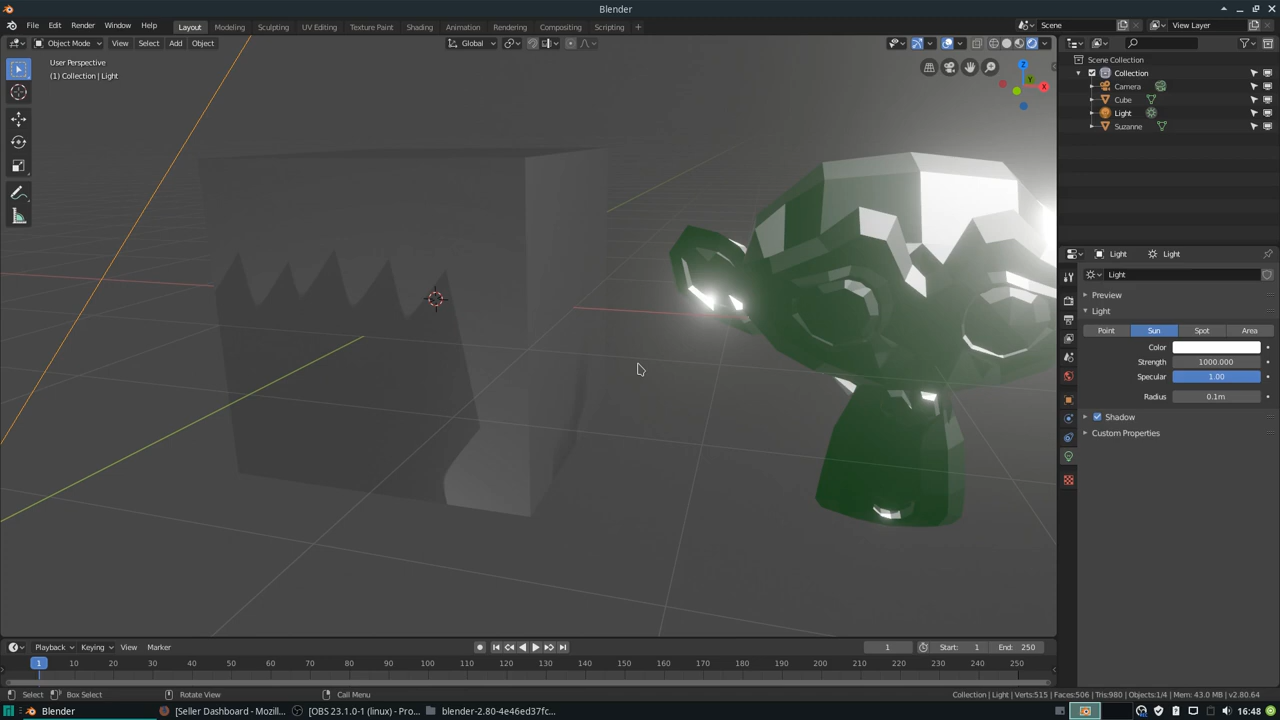 Blender
File Edit Render Window Help Layout Modeling Sculpting UV Editing Texture Paint Shading Animation Rendering Compositing Scripting + Scene View Layer
Object Mode View Select Add Object Global
User Perspective
(1) Collection | Light
Z
Y
X
Scene Collection
Collection
Camera
Cube
Light
Suzanne
Light Light
Light
Preview
Light
Point Sun Spot Area
Color
Strength 1000.000
Specular 1.00
Radius 0.1m
Shadow
Custom Properties
Playback Keying View Marker 1 Start: 1 End: 250
1 10 20 30 40 50 60 70 80 90 100 110 120 130 140 150 160 170 180 190 200 210 220 230 240 250
Select Box Select Rotate View Call Menu Collection | Light | Verts:515 | Faces:506 | Tris:980 | Objects:1/4 | Mem: 43.0 MB | v2.80.64
Blender [Seller Dashboard - Mozill... [OBS 23.1.0-1 (linux) - Pro... blender-2.80-4e46ed37fc... 16:48